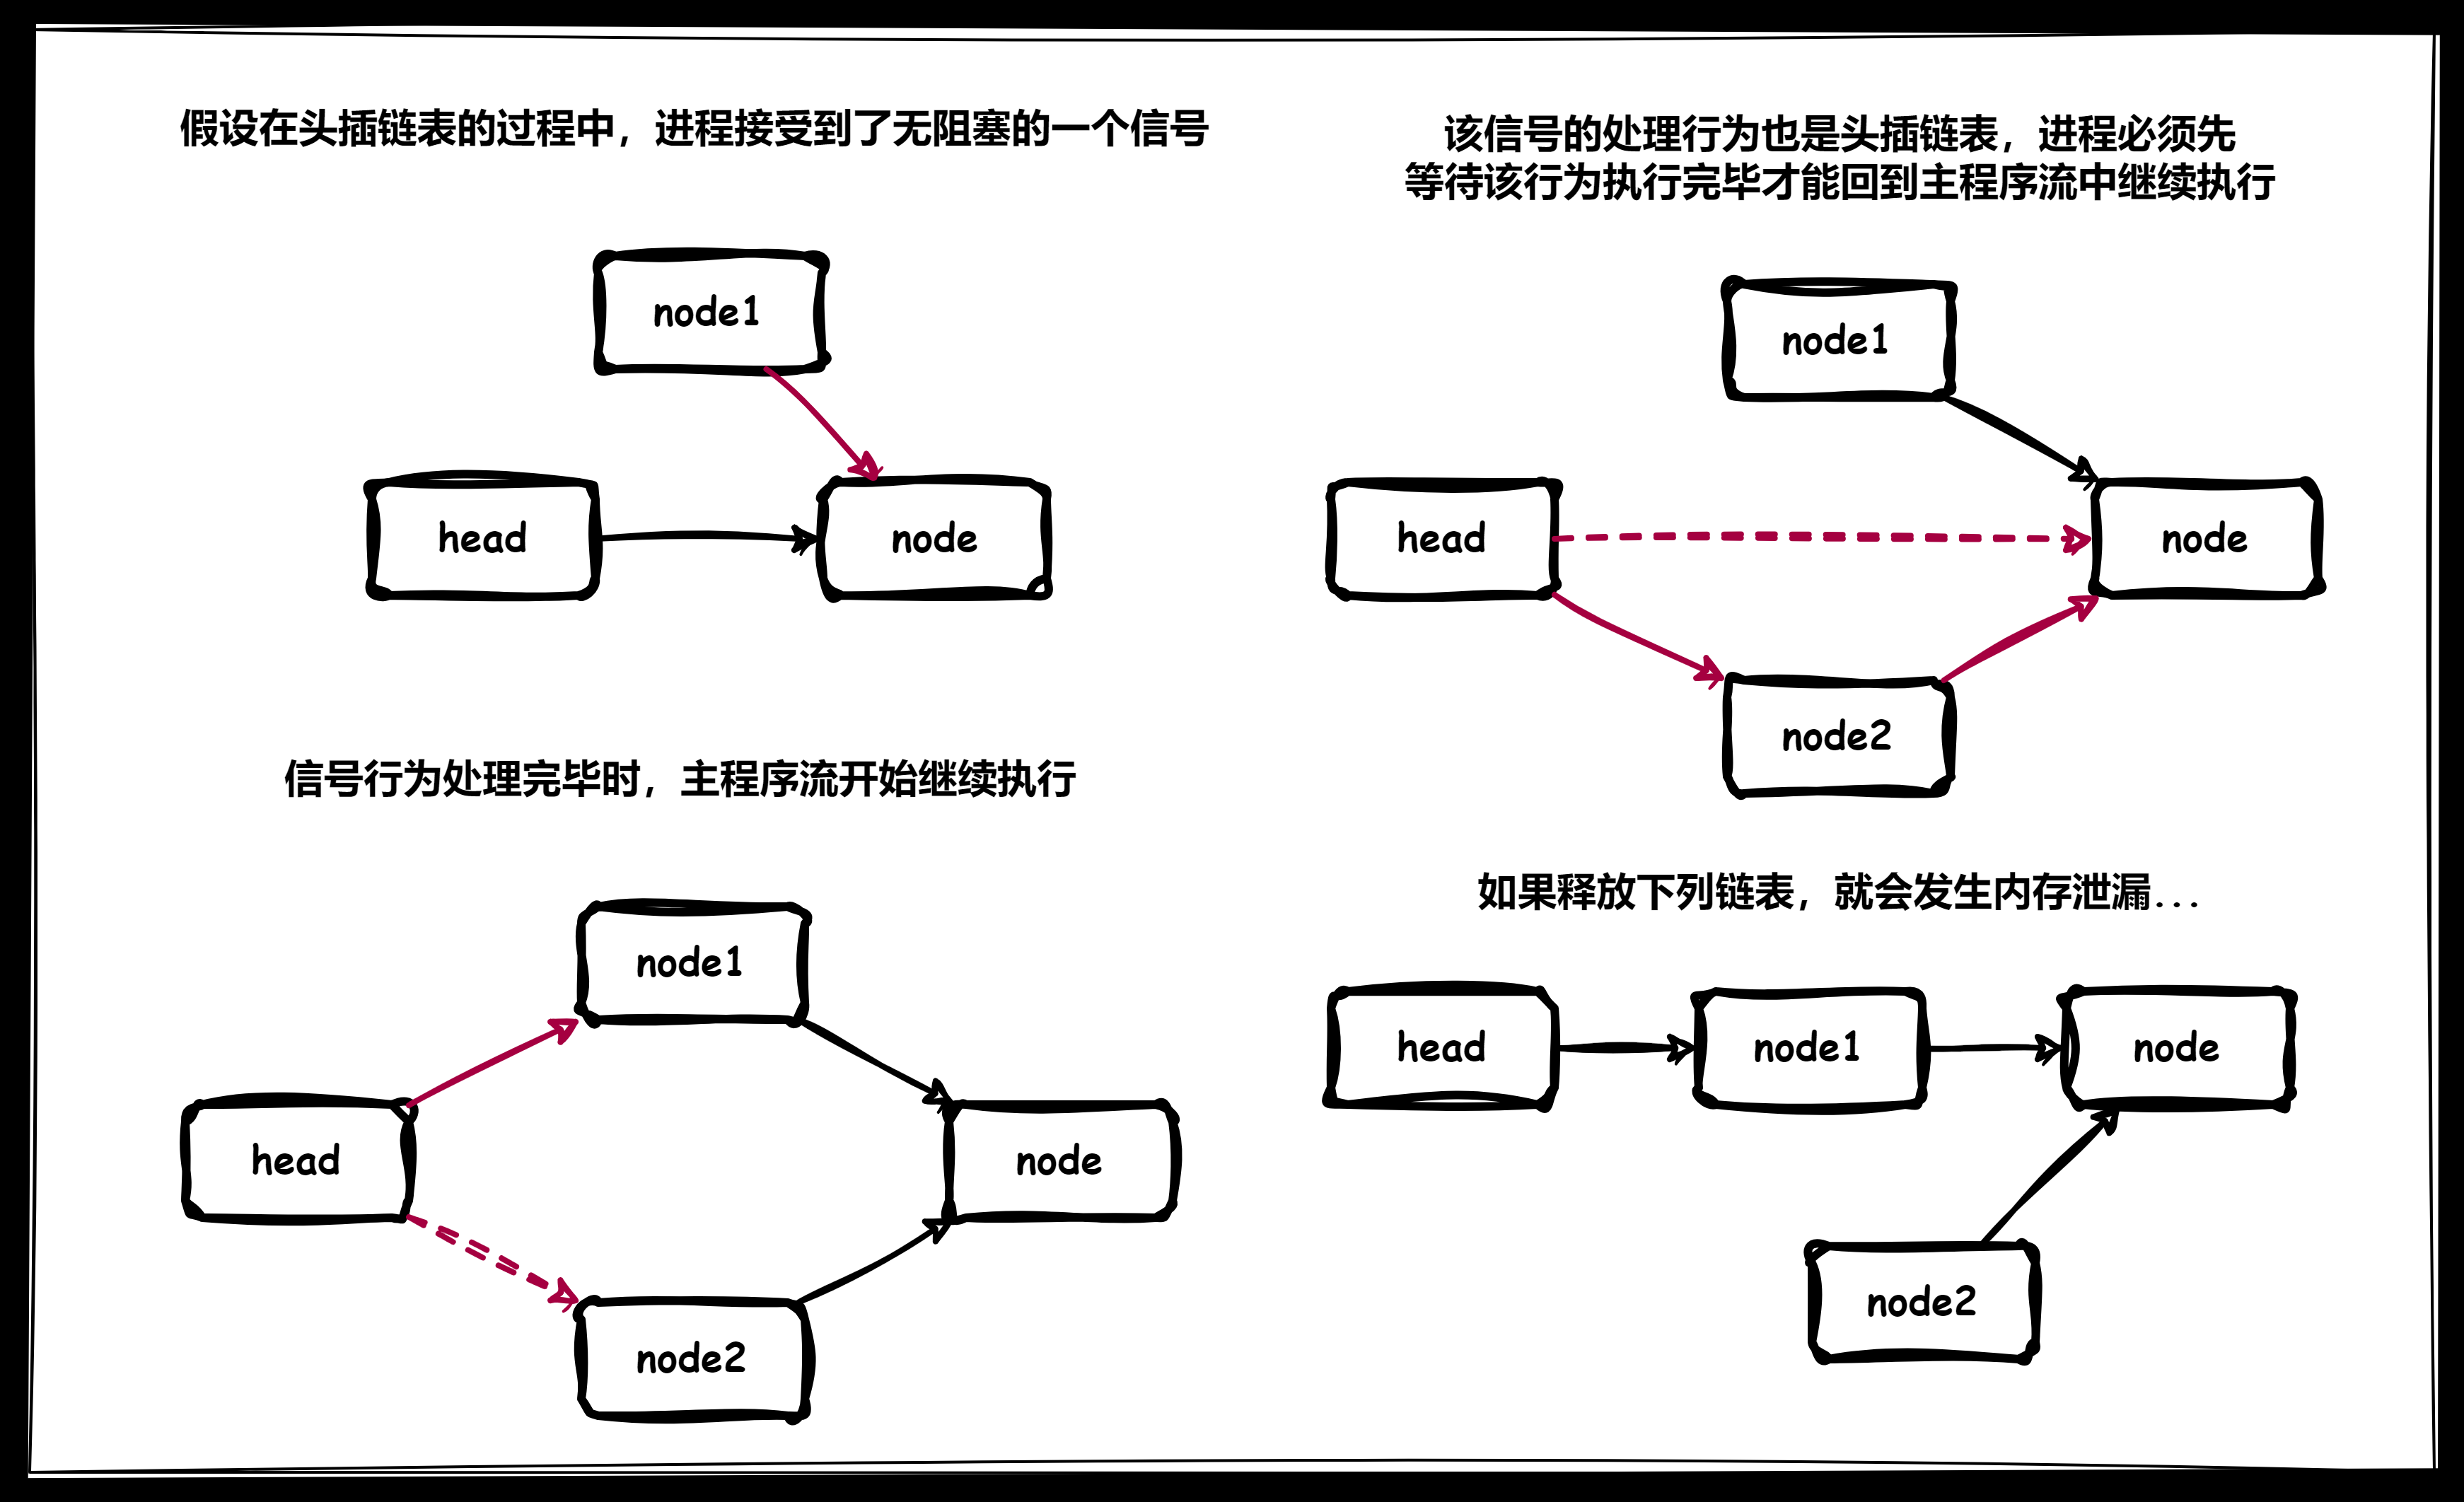 假设在头插链表的过程中，进程接受到了无阻塞的一个信号
node1
head
node
该信号的处理行为也是头插链表，进程必须先
等待该行为执行完毕才能回到主程序流中继续执行
node1
head
node
node2
信号行为处理完毕时，主程序流开始继续执行
node1
head
node
node2
如果释放下列链表，就会发生内存泄漏...
head
node1
node
node2